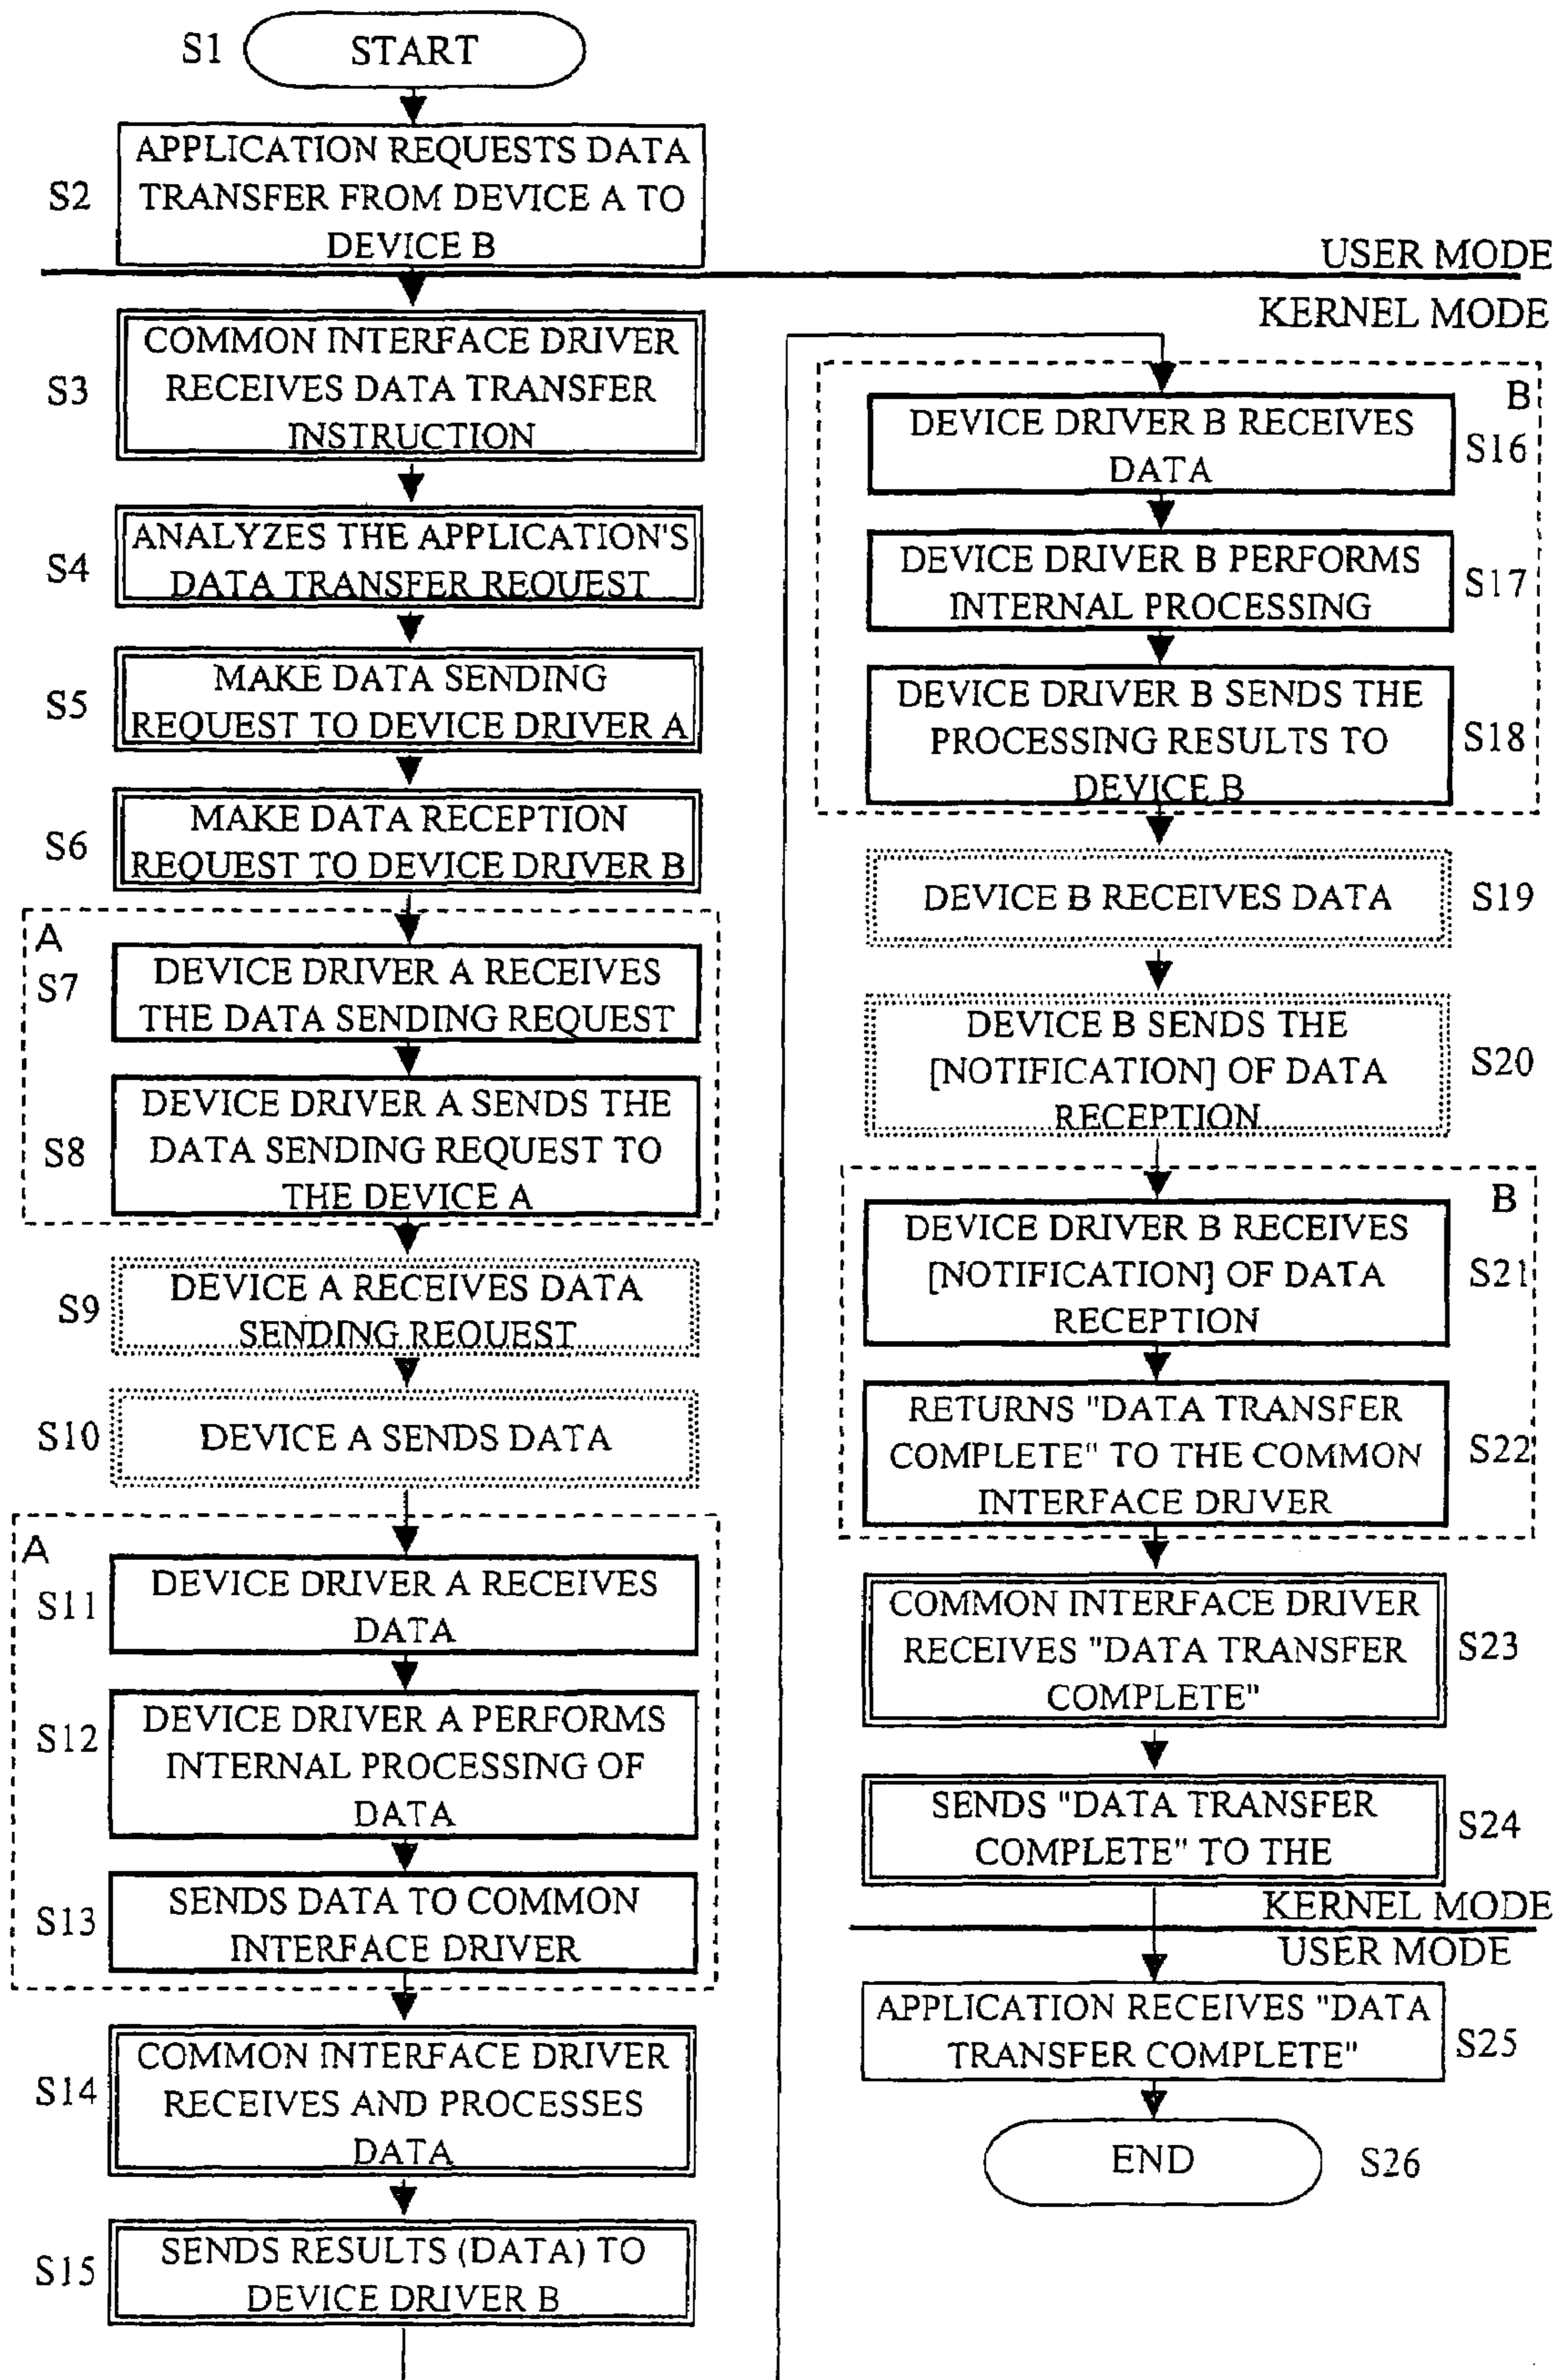 S1 START
S2
APPLICATION REQUESTS DATA
TRANSFER FROM DEVICE A TO
DEVICE B
USER MODE
KERNEL MODE
S3
COMMON INTERFACE DRIVER
RECEIVES DATA TRANSFER
INSTRUCTION
S4
ANALYZES THE APPLICATION'S
DATA TRANSFER REQUEST
S5
MAKE DATA SENDING
REQUEST TO DEVICE DRIVER A
S6
MAKE DATA RECEPTION
REQUEST TO DEVICE DRIVER B
A
S7
DEVICE DRIVER A RECEIVES
THE DATA SENDING REQUEST
S8
DEVICE DRIVER A SENDS THE
DATA SENDING REQUEST TO
THE DEVICE A
S9
DEVICE A RECEIVES DATA
SENDING REQUEST
S10
DEVICE A SENDS DATA
A
S11
DEVICE DRIVER A RECEIVES
DATA
S12
DEVICE DRIVER A PERFORMS
INTERNAL PROCESSING OF
DATA
S13
SENDS DATA TO COMMON
INTERFACE DRIVER
S14
COMMON INTERFACE DRIVER
RECEIVES AND PROCESSES
DATA
S15
SENDS RESULTS (DATA) TO
DEVICE DRIVER B
B
DEVICE DRIVER B RECEIVES
DATA
S16
DEVICE DRIVER B PERFORMS
INTERNAL PROCESSING
S17
DEVICE DRIVER B SENDS THE
PROCESSING RESULTS TO
DEVICE B
S18
DEVICE B RECEIVES DATA
S19
DEVICE B SENDS THE
[NOTIFICATION] OF DATA
RECEPTION
S20
B
DEVICE DRIVER B RECEIVES
[NOTIFICATION] OF DATA
RECEPTION
S21
RETURNS "DATA TRANSFER
COMPLETE" TO THE COMMON
INTERFACE DRIVER
S22
COMMON INTERFACE DRIVER
RECEIVES "DATA TRANSFER
COMPLETE"
S23
SENDS "DATA TRANSFER
COMPLETE" TO THE
S24
KERNEL MODE
USER MODE
APPLICATION RECEIVES "DATA
TRANSFER COMPLETE"
S25
END S26